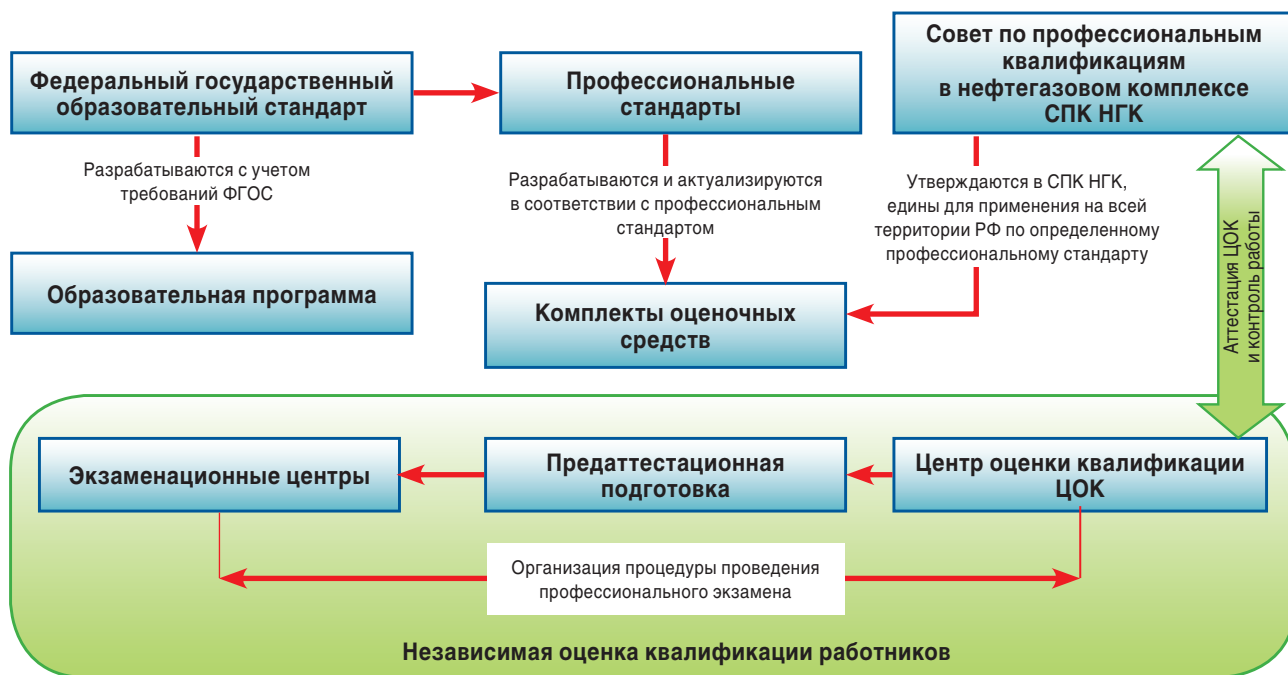 Федеральный государственный
образовательный стандарт
Профессиональные
стандарты
Совет по профессиональным
квалификациям
в нефтегазовом комплексе
СПК НГК
Разрабатываются с учетом
требований ФГОС
Разрабатываются и актуализируются
в соответствии с профессиональным
стандартом
Утверждаются в СПК НГК,
едины для применения на всей
территории РФ по определенному
профессиональному стандарту
Аттестация ЦОК
и контроль работы
Образовательная программа
Комплекты оценочных
средств
Экзаменационные центры
Предаттестационная
подготовка
Центр оценки квалификации
ЦОК
Организация процедуры проведения
профессионального экзамена
Независимая оценка квалификации работников